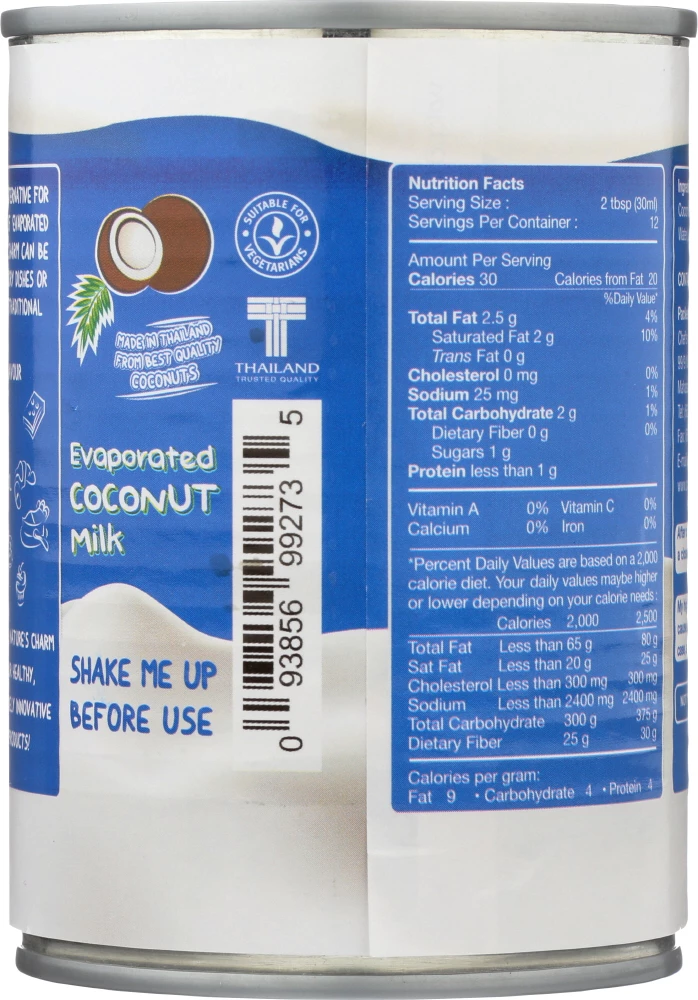 EVAPORATED
CAN BE
DISHES OR
SUITABLE FOR
VEGETARIANS
MADE IN THAILAND
FROM BEST QUALITY
COCONUTS
THAILAND
TRUSTED QUALITY
Evaporated
COCONUT
Milk
SHAKE ME UP
BEFORE USE
0 93856 99273 5
NATURE'S CHARM
HEALTHY,
INNOVATIVE
Nutrition Facts
Serving Size : 2 tbsp (30ml)
Servings Per Container : 12
Amount Per Serving
Calories 30 Calories from Fat 20
%Daily Value*
Total Fat 2.5 g 4%
Saturated Fat 2 g 10%
Trans Fat 0 g
Cholesterol 0 mg 0%
Sodium 25 mg 1%
Total Carbohydrate 2 g 1%
Dietary Fiber 0 g 0%
Sugars 1 g
Protein less than 1 g
Vitamin A 0% Vitamin C 0%
Calcium 0% Iron 0%
*Percent Daily Values are based on a 2,000
calorie diet. Your daily values maybe higher
or lower depending on your calorie needs :
Calories 2,000 2,500
Total Fat Less than 65 g 80 g
Sat Fat Less than 20 g 25 g
Cholesterol Less than 300 mg 300 mg
Sodium Less than 2400 mg 2400 mg
Total Carbohydrate 300 g 375 g
Dietary Fiber 25 g 30 g
Calories per gram:
Fat 9 • Carbohydrate 4 • Protein 4